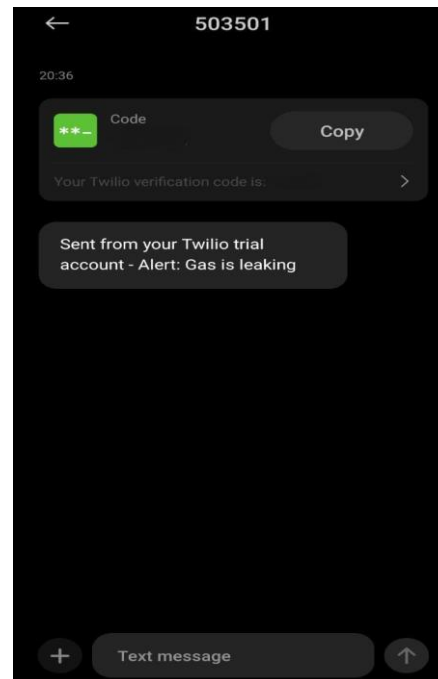 503501
20:36
Code
**-
Copy
Your Twilio verification code is:
Sent from your Twilio trial
account - Alert: Gas is leaking
Text message